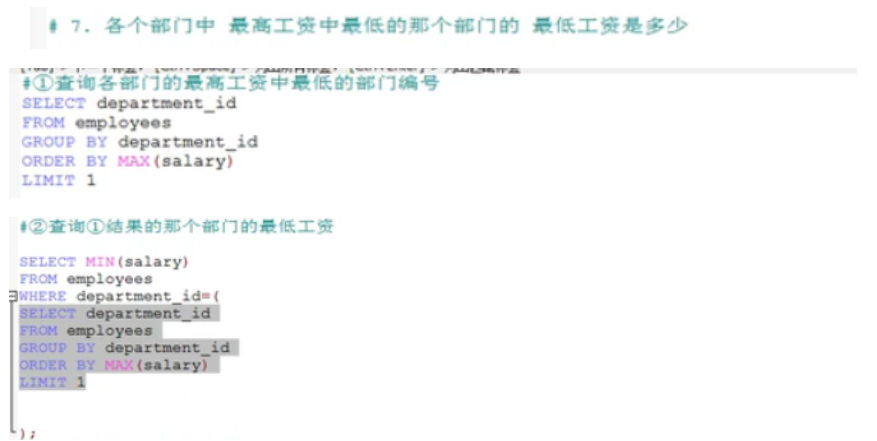 # 7. 各个部门中 最高工资中最低的那个部门的 最低工资是多少
#①查询各部门的最高工资中最低的部门编号
SELECT department_id
FROM employees
GROUP BY department_id
ORDER BY MAX(salary)
LIMIT 1
#②查询①结果的那个部门的最低工资
SELECT MIN(salary)
FROM employees
WHERE department_id=(
SELECT department_id
FROM employees
GROUP BY department_id
ORDER BY MAX(salary)
LIMIT 1
);